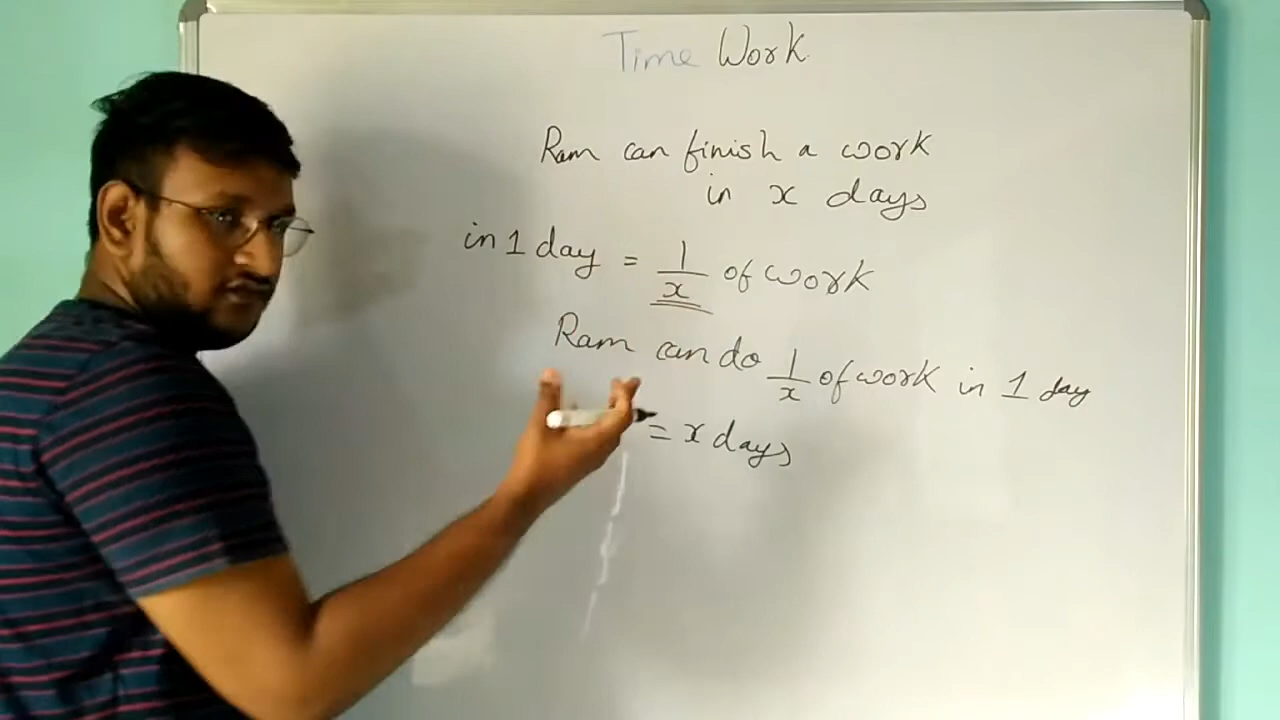 Time Work
Ram can finish a work
in x days
in 1 day = 1/x of work
Ram can do 1/x of work in 1 day
= x days